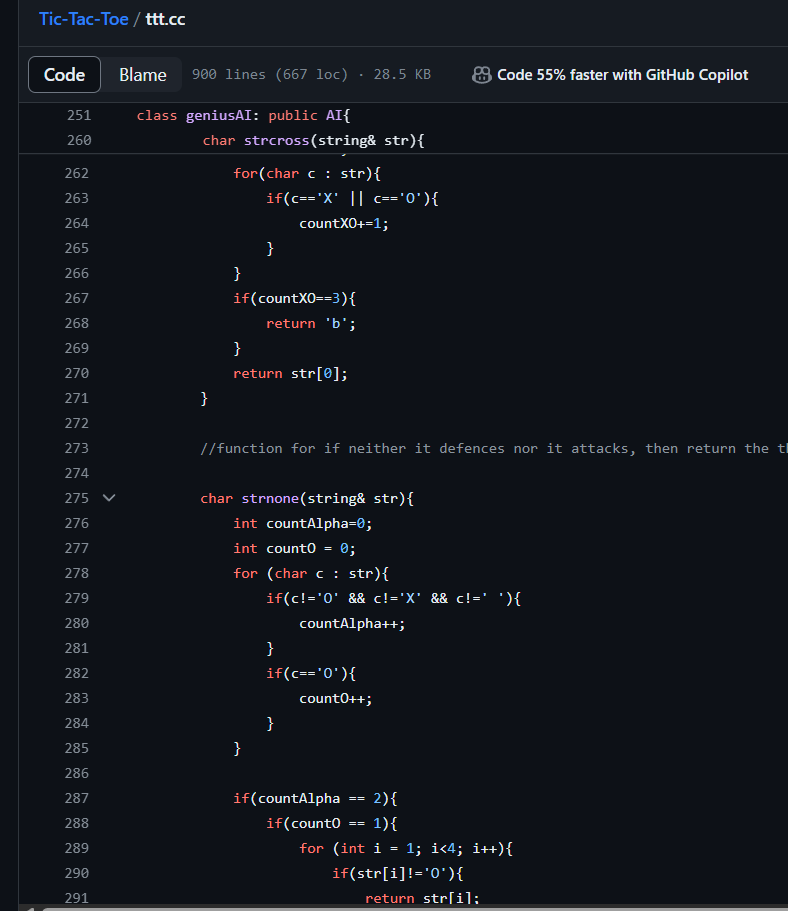 Tic-Tac-Toe / ttt.cc
Code Blame 900 lines (667 loc) · 28.5 KB Code 55% faster with GitHub Copilot
251 class geniusAI: public AI{
260 char strcross(string& str){
262 for(char c : str){
263 if(c=='X' || c=='O'){
264 countXO+=1;
265 }
266 }
267 if(countXO==3){
268 return 'b';
269 }
270 return str[0];
271 }
272
273 //function for if neither it defences nor it attacks, then return the
274
275 char strnone(string& str){
276 int countAlpha=0;
277 int countO = 0;
278 for (char c : str){
279 if(c!='O' && c!='X' && c!=' '){
280 countAlpha++;
281 }
282 if(c=='O'){
283 countO++;
284 }
285 }
286
287 if(countAlpha == 2){
288 if(countO == 1){
289 for (int i = 1; i<4; i++){
290 if(str[i]!='O'){
291 return str[i];